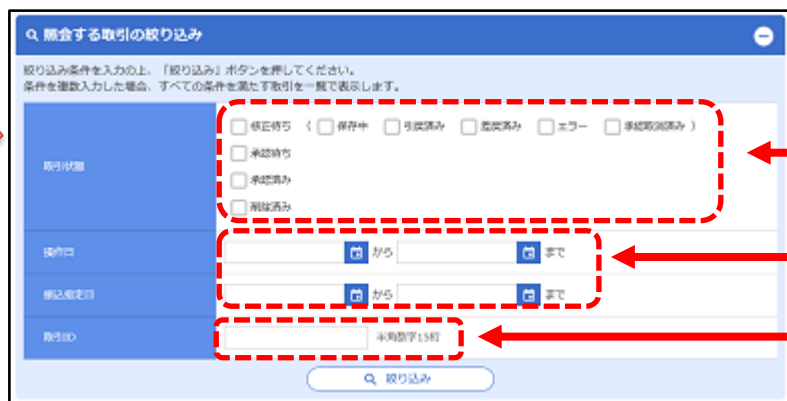 照会する取引の絞り込み
絞り込み条件を入力の上、「絞り込み」ボタンを押してください。
条件を複数入力した場合、すべての条件を満たす取引を一覧で表示します。
取引状態
修正待ち ( 保存中 引戻済み 差戻済み エラー 承認取消済み )
承認待ち
承認済み
削除済み
操作日
から
まで
振込指定日
から
まで
取引ID
半角数字15桁
絞り込み